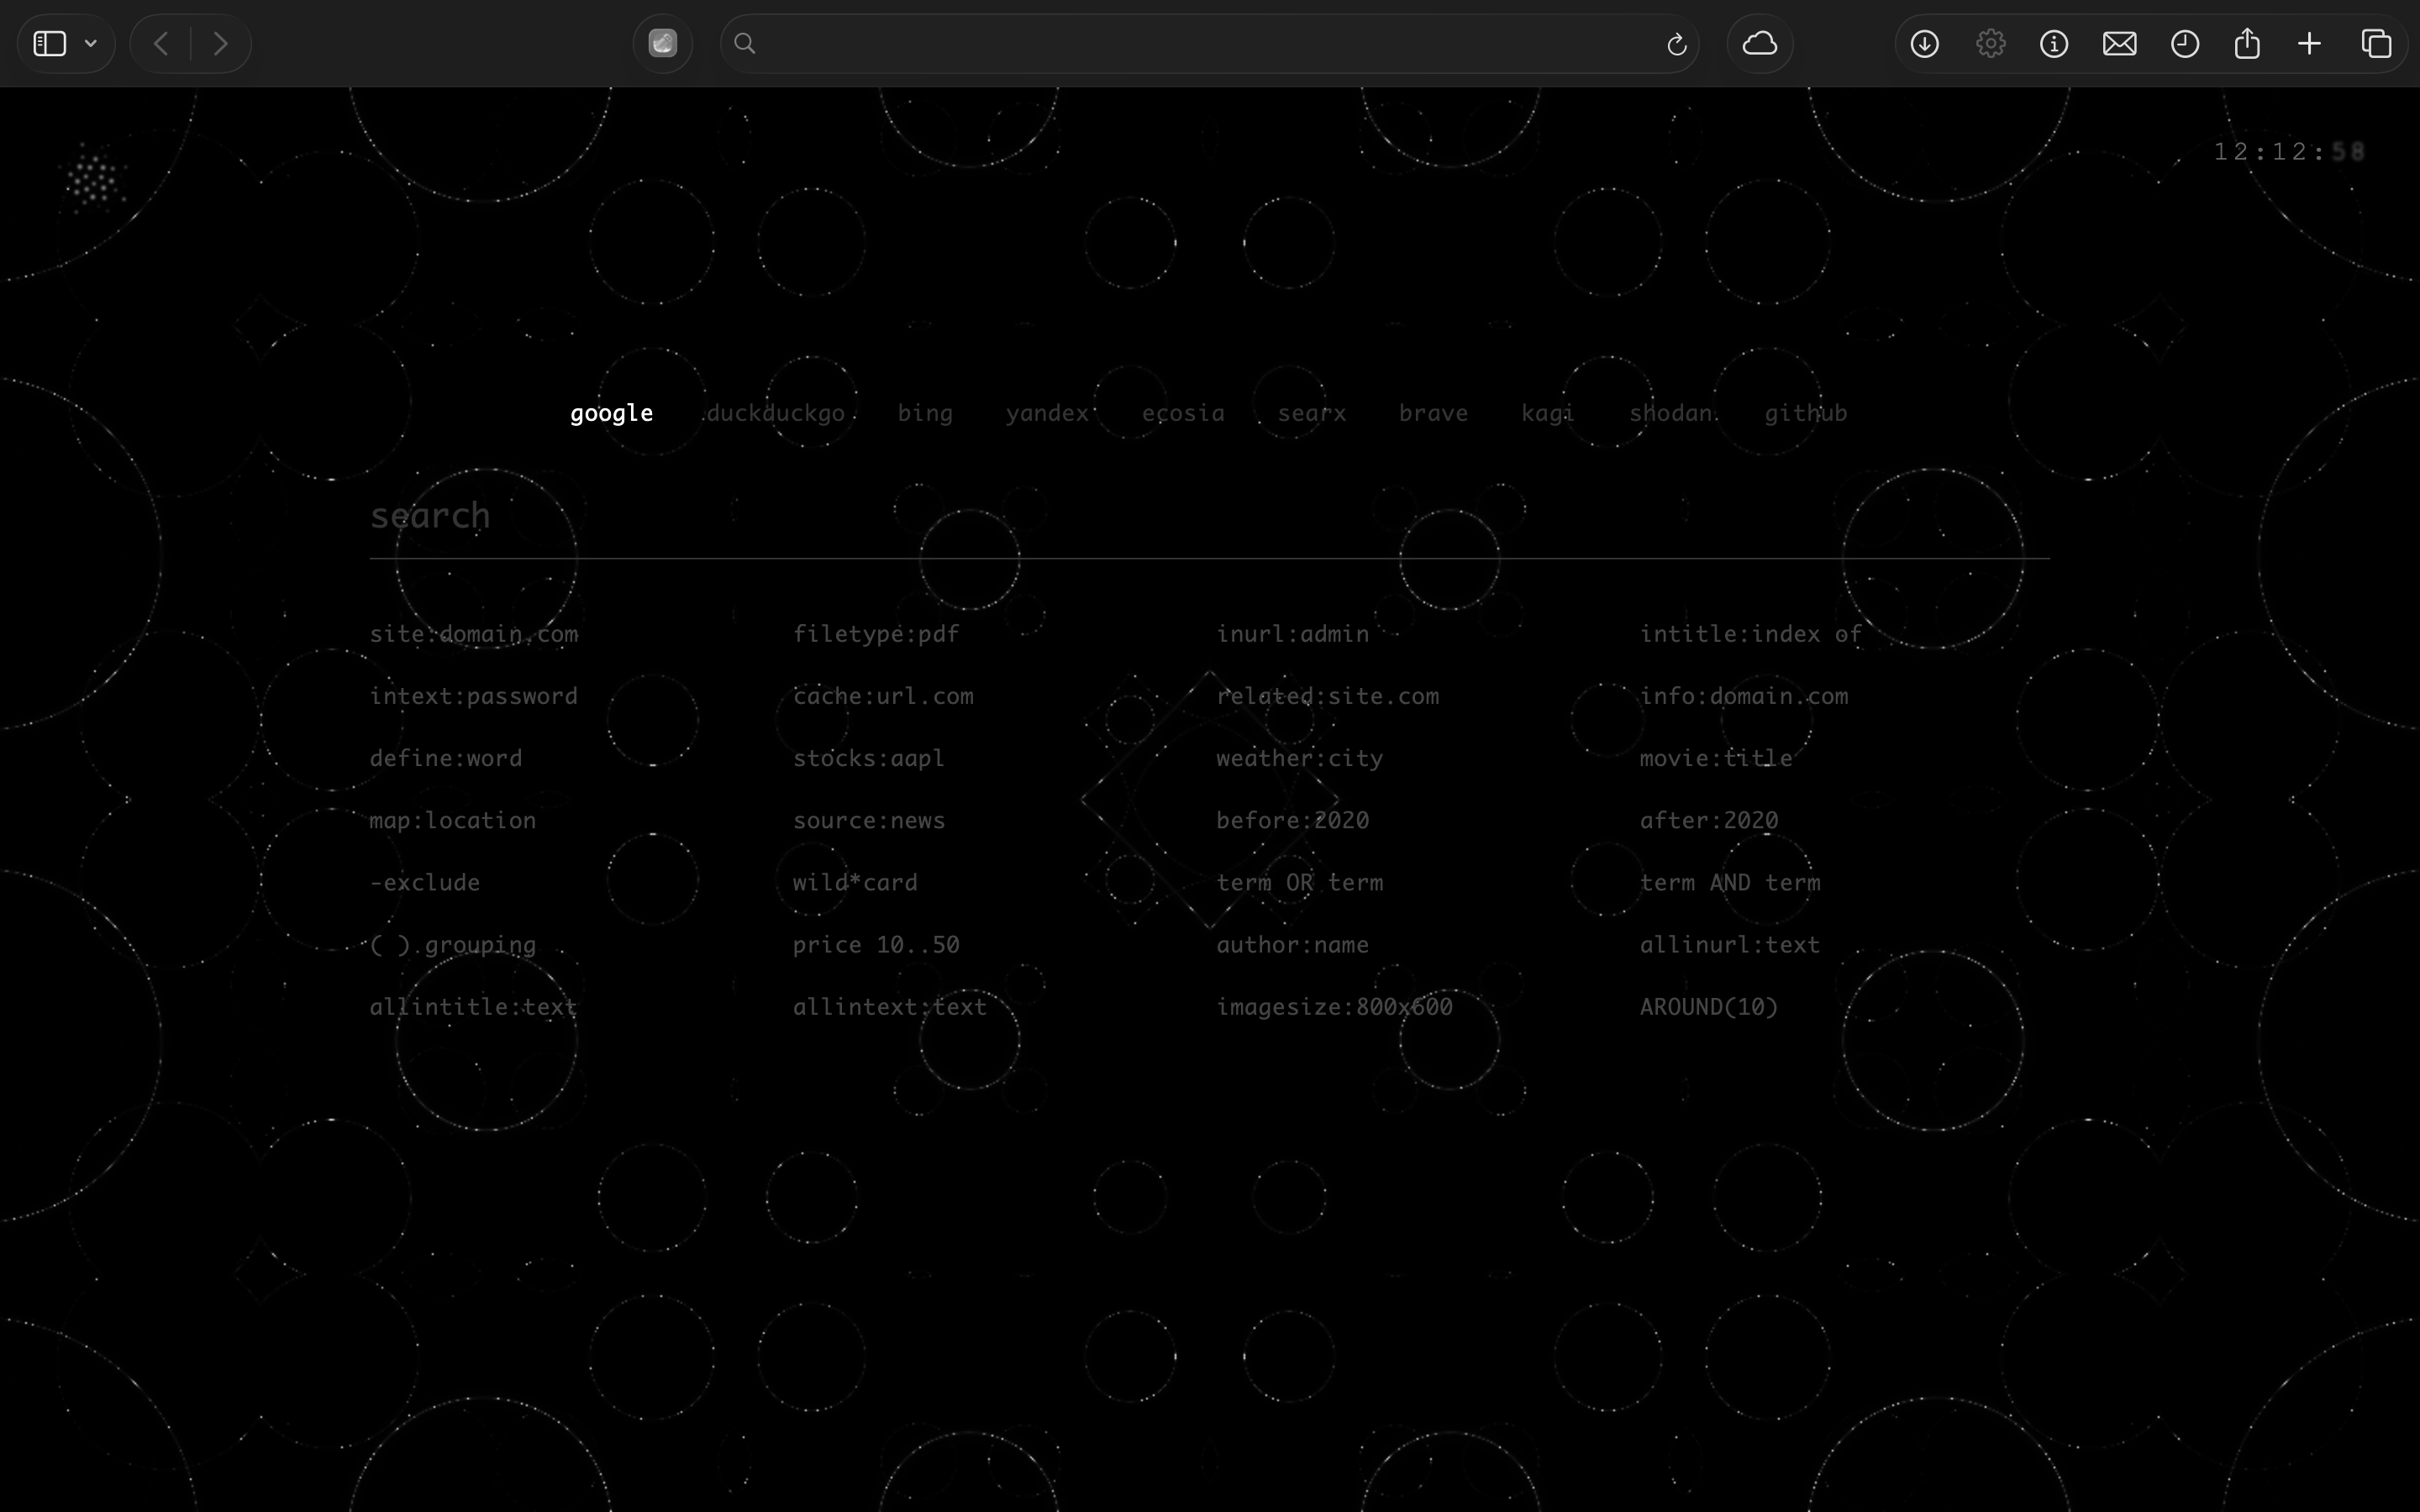 12:12:58
google duckduckgo bing yandex ecosia searx brave kagi shodan github
search
site:domain.com filetype:pdf inurl:admin intitle:index of
intext:password cache:url.com related:site.com info:domain.com
define:word stocks:aapl weather:city movie:title
map:location source:news before:2020 after:2020
-exclude wild*card term OR term term AND term
( ) grouping price 10..50 author:name allinurl:text
allintitle:text allintext:text imagesize:800x600 AROUND(10)